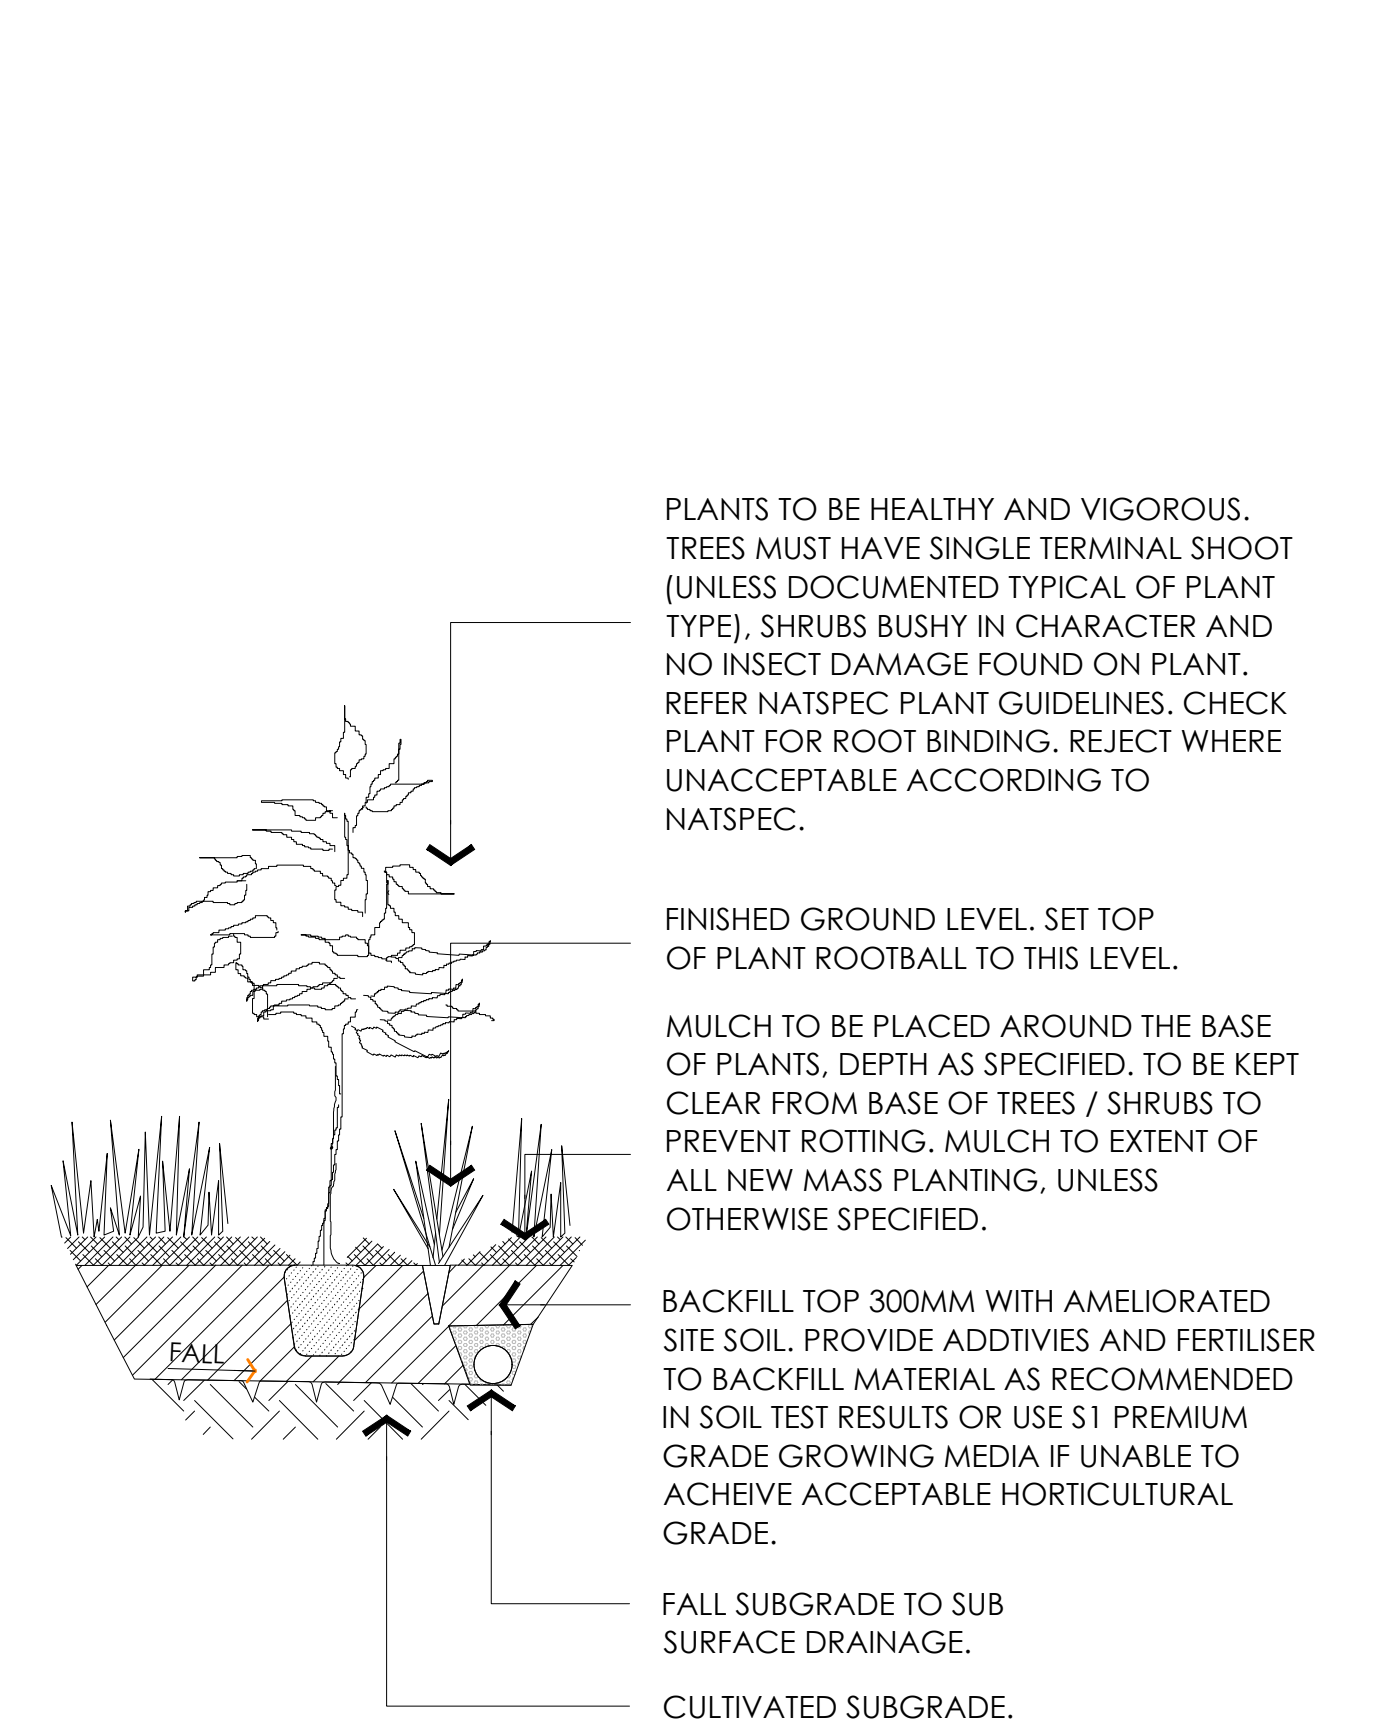 PLANTS TO BE HEALTHY AND VIGOROUS.
TREES MUST HAVE SINGLE TERMINAL SHOOT
(UNLESS DOCUMENTED TYPICAL OF PLANT
TYPE), SHRUBS BUSHY IN CHARACTER AND
NO INSECT DAMAGE FOUND ON PLANT.
REFER NATSPEC PLANT GUIDELINES. CHECK
PLANT FOR ROOT BINDING. REJECT WHERE
UNACCEPTABLE ACCORDING TO
NATSPEC.
FINISHED GROUND LEVEL. SET TOP
OF PLANT ROOTBALL TO THIS LEVEL.
MULCH TO BE PLACED AROUND THE BASE
OF PLANTS, DEPTH AS SPECIFIED. TO BE KEPT
CLEAR FROM BASE OF TREES / SHRUBS TO
PREVENT ROTTING. MULCH TO EXTENT OF
ALL NEW MASS PLANTING, UNLESS
OTHERWISE SPECIFIED.
BACKFILL TOP 300MM WITH AMELIORATED
SITE SOIL. PROVIDE ADDTIVIES AND FERTILISER
TO BACKFILL MATERIAL AS RECOMMENDED
IN SOIL TEST RESULTS OR USE S1 PREMIUM
GRADE GROWING MEDIA IF UNABLE TO
ACHEIVE ACCEPTABLE HORTICULTURAL
GRADE.
FALL
FALL SUBGRADE TO SUB
SURFACE DRAINAGE.
CULTIVATED SUBGRADE.